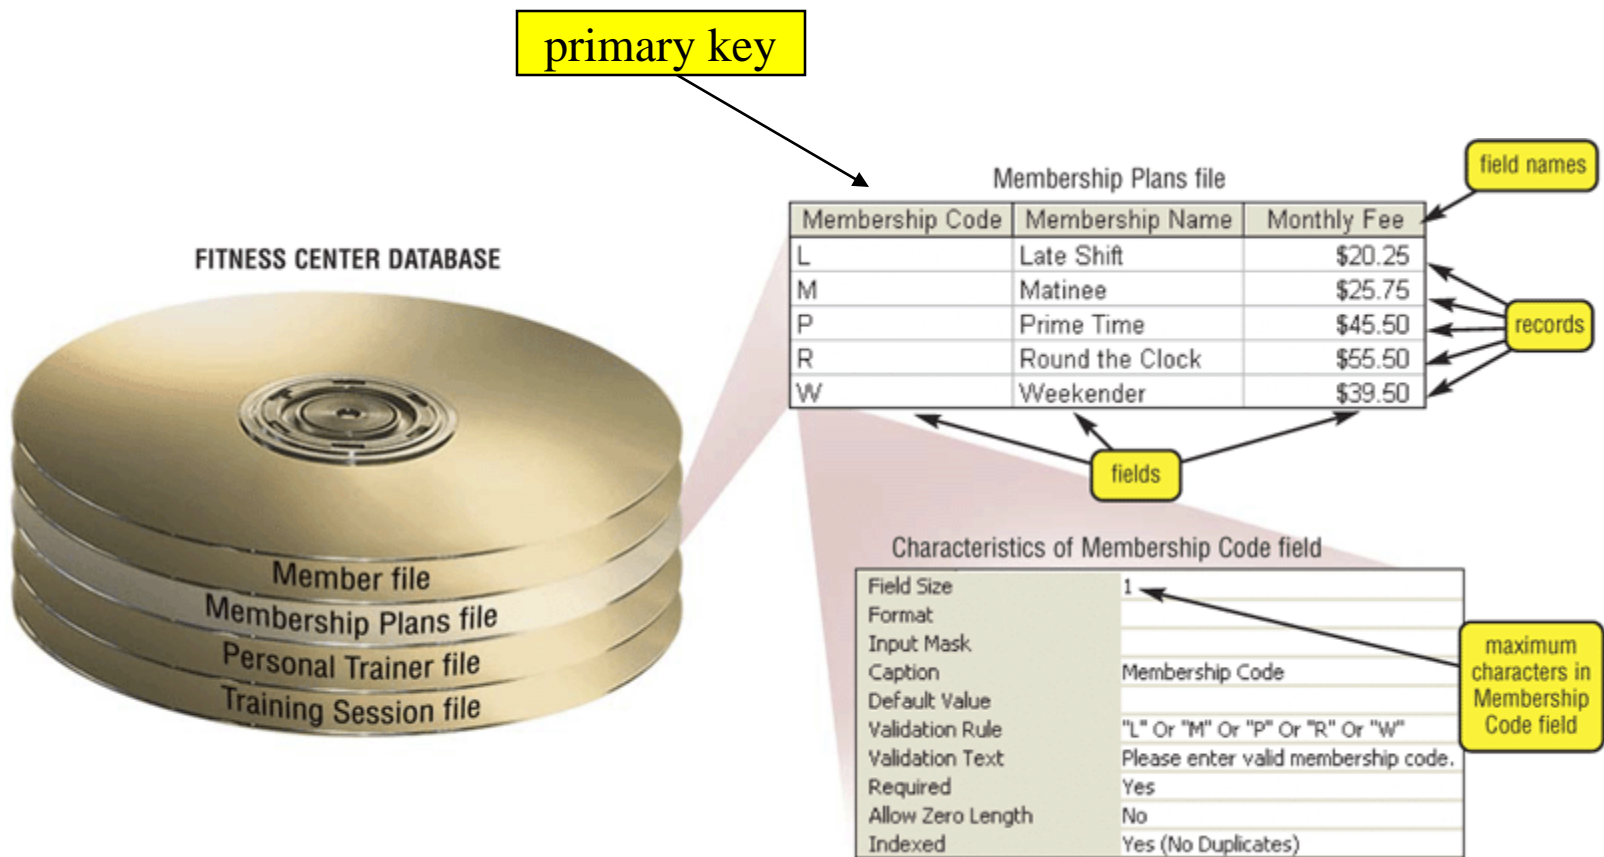 primary key
field names
Membership Plans file
Membership Code Membership Name Monthly Fee
L Late Shift $20.25
M Matinee $25.75
P Prime Time $45.50
R Round the Clock $55.50
W Weekender $39.50
records
fields
FITNESS CENTER DATABASE
Member file
Membership Plans file
Personal Trainer file
Training Session file
Characteristics of Membership Code field
Field Size 1
Format
Input Mask
Caption Membership Code
Default Value
Validation Rule "L" Or "M" Or "P" Or "R" Or "W"
Validation Text Please enter valid membership code.
Required Yes
Allow Zero Length No
Indexed Yes (No Duplicates)
maximum
characters in
Membership
Code field